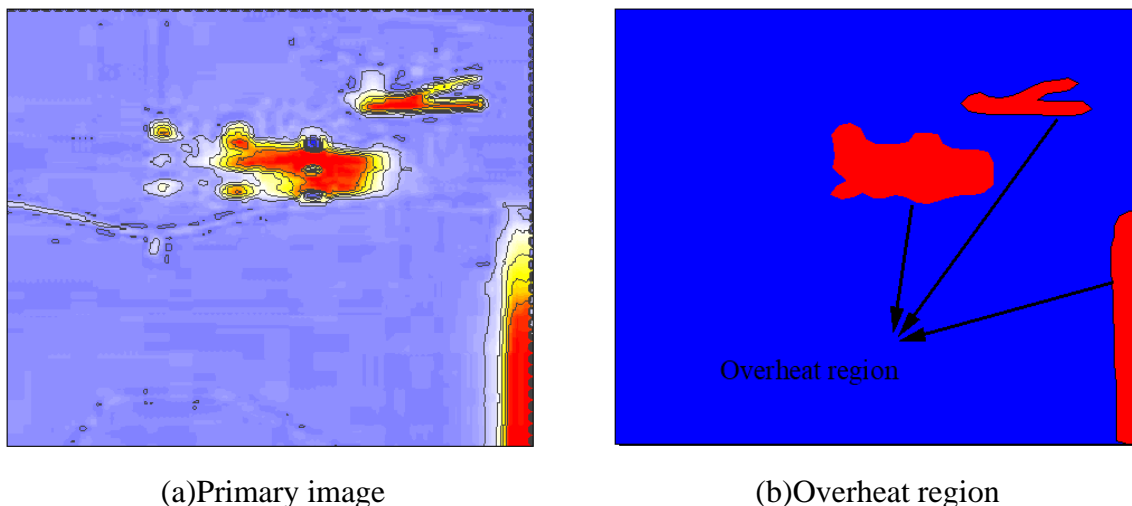 Overheat region
(a)Primary image
(b)Overheat region